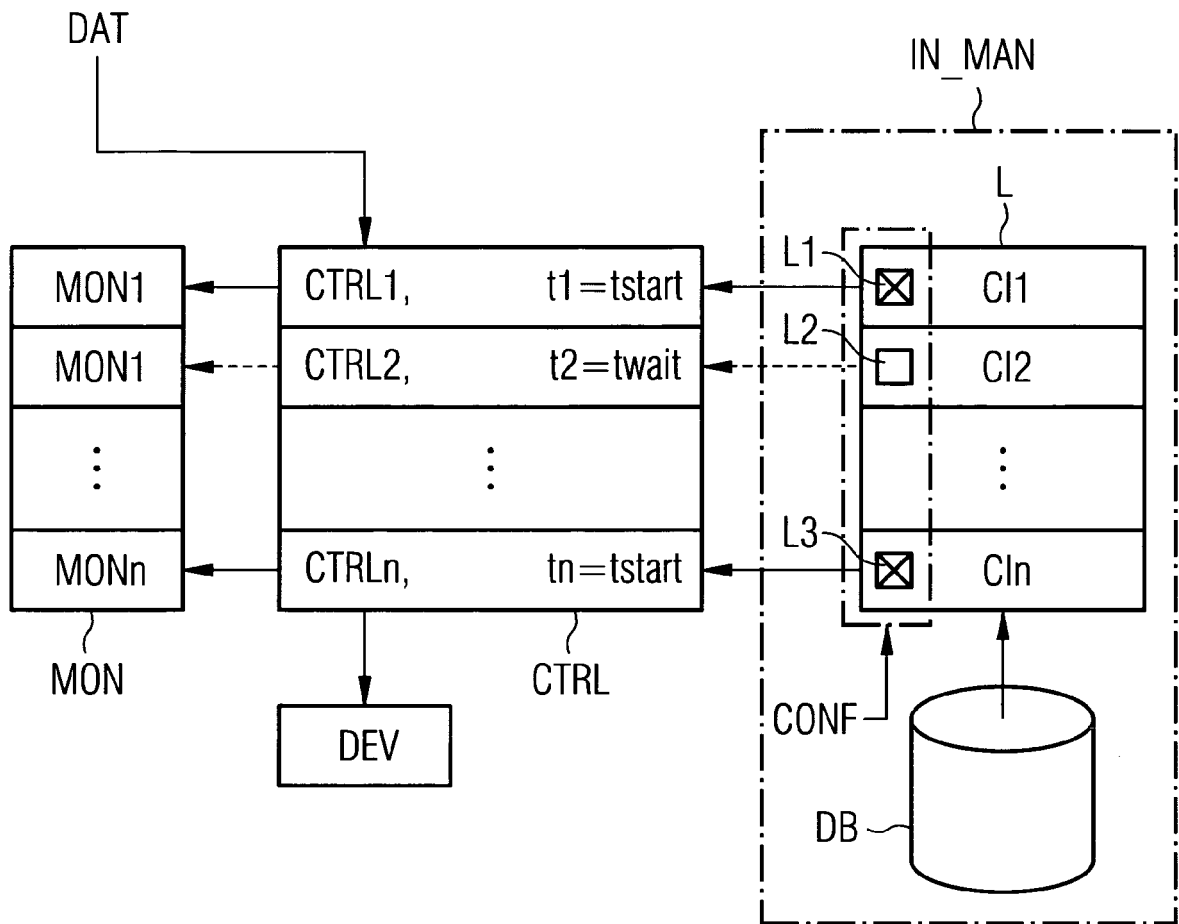 DAT
IN_MAN
L
L1
MON1 CTRL1, t1=tstart CI1
L2
MON1 CTRL2, t2=twait CI2
L3
MONn CTRLn, tn=tstart CIn
MON CTRL
CONF
DEV
DB